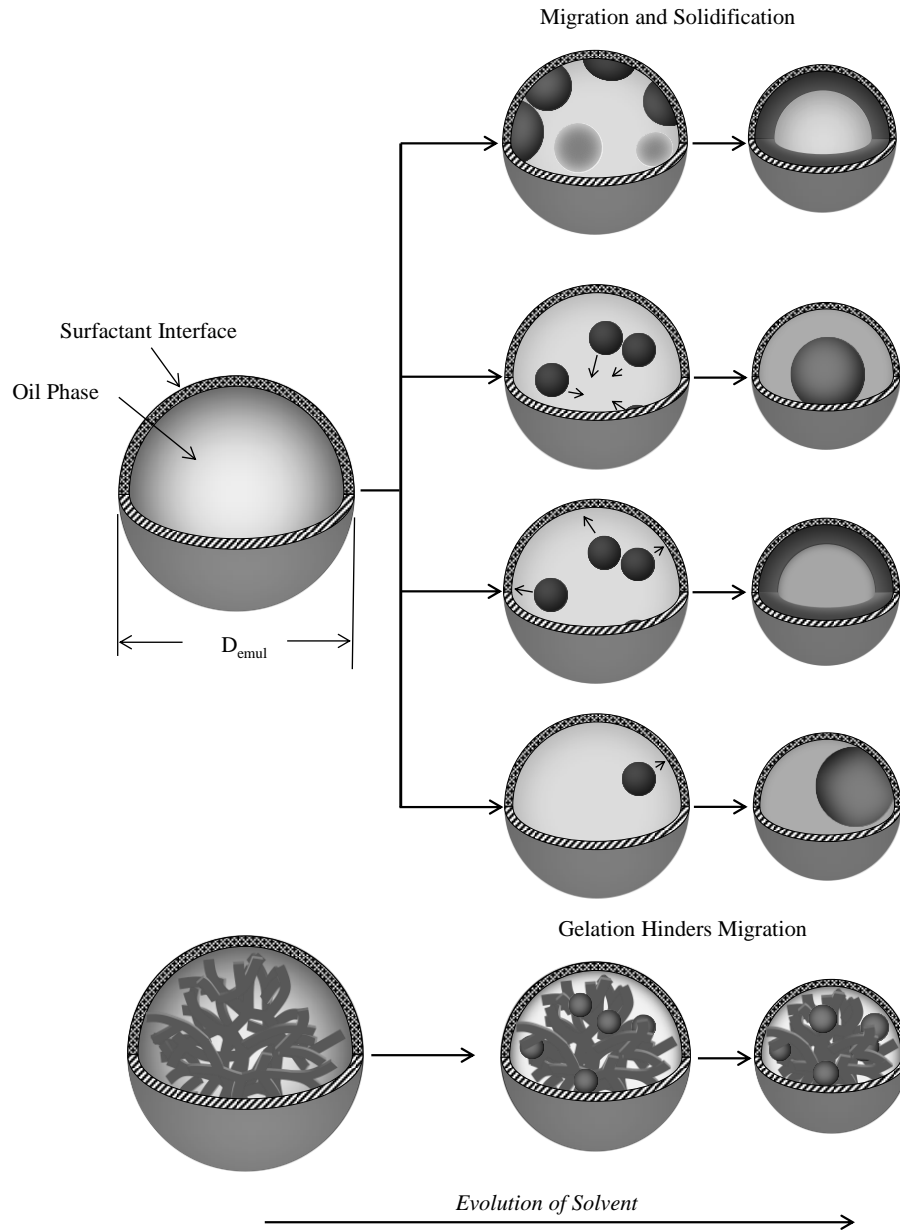 Migration and Solidification
Surfactant Interface
Oil Phase
D_emul
Gelation Hinders Migration
Evolution of Solvent